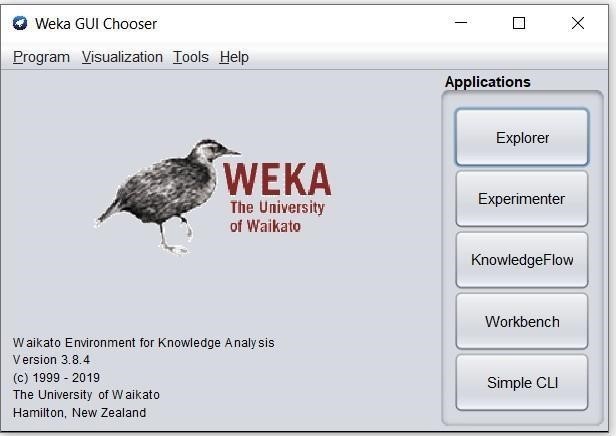 Weka GUI Chooser
Program Visualization Tools Help
Applications
Explorer
Experimenter
KnowledgeFlow
Workbench
Simple CLI
WEKA
The University
of Waikato
Waikato Environment for Knowledge Analysis
Version 3.8.4
(c) 1999 - 2019
The University of Waikato
Hamilton, New Zealand